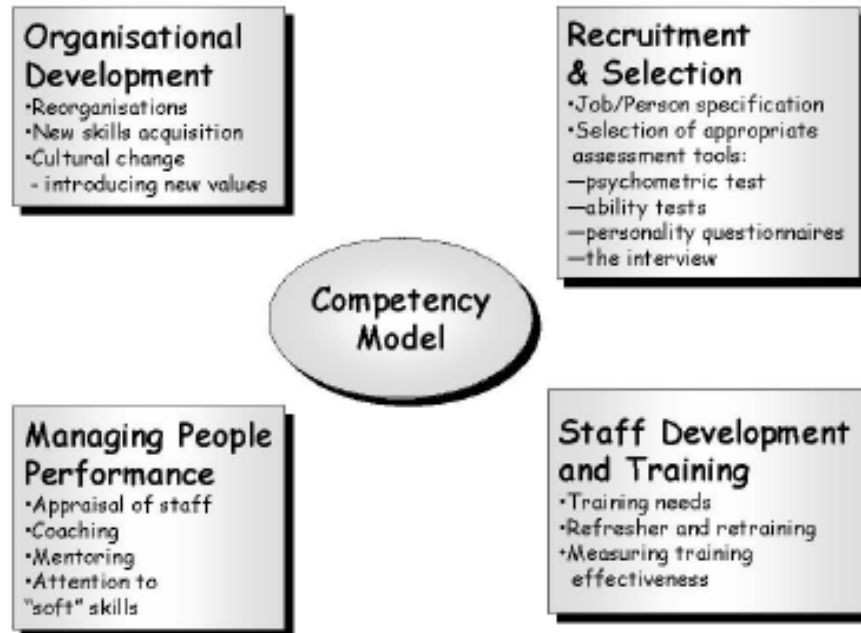 Organisational
Development
•Reorganisations
•New skills acquisition
•Cultural change
- introducing new values
Recruitment
& Selection
•Job/Person specification
•Selection of appropriate
assessment tools:
—psychometric test
—ability tests
—personality questionnaires
—the interview
Competency
Model
Managing People
Performance
•Appraisal of staff
•Coaching
•Mentoring
•Attention to
"soft" skills
Staff Development
and Training
•Training needs
•Refresher and retraining
•Measuring training
effectiveness